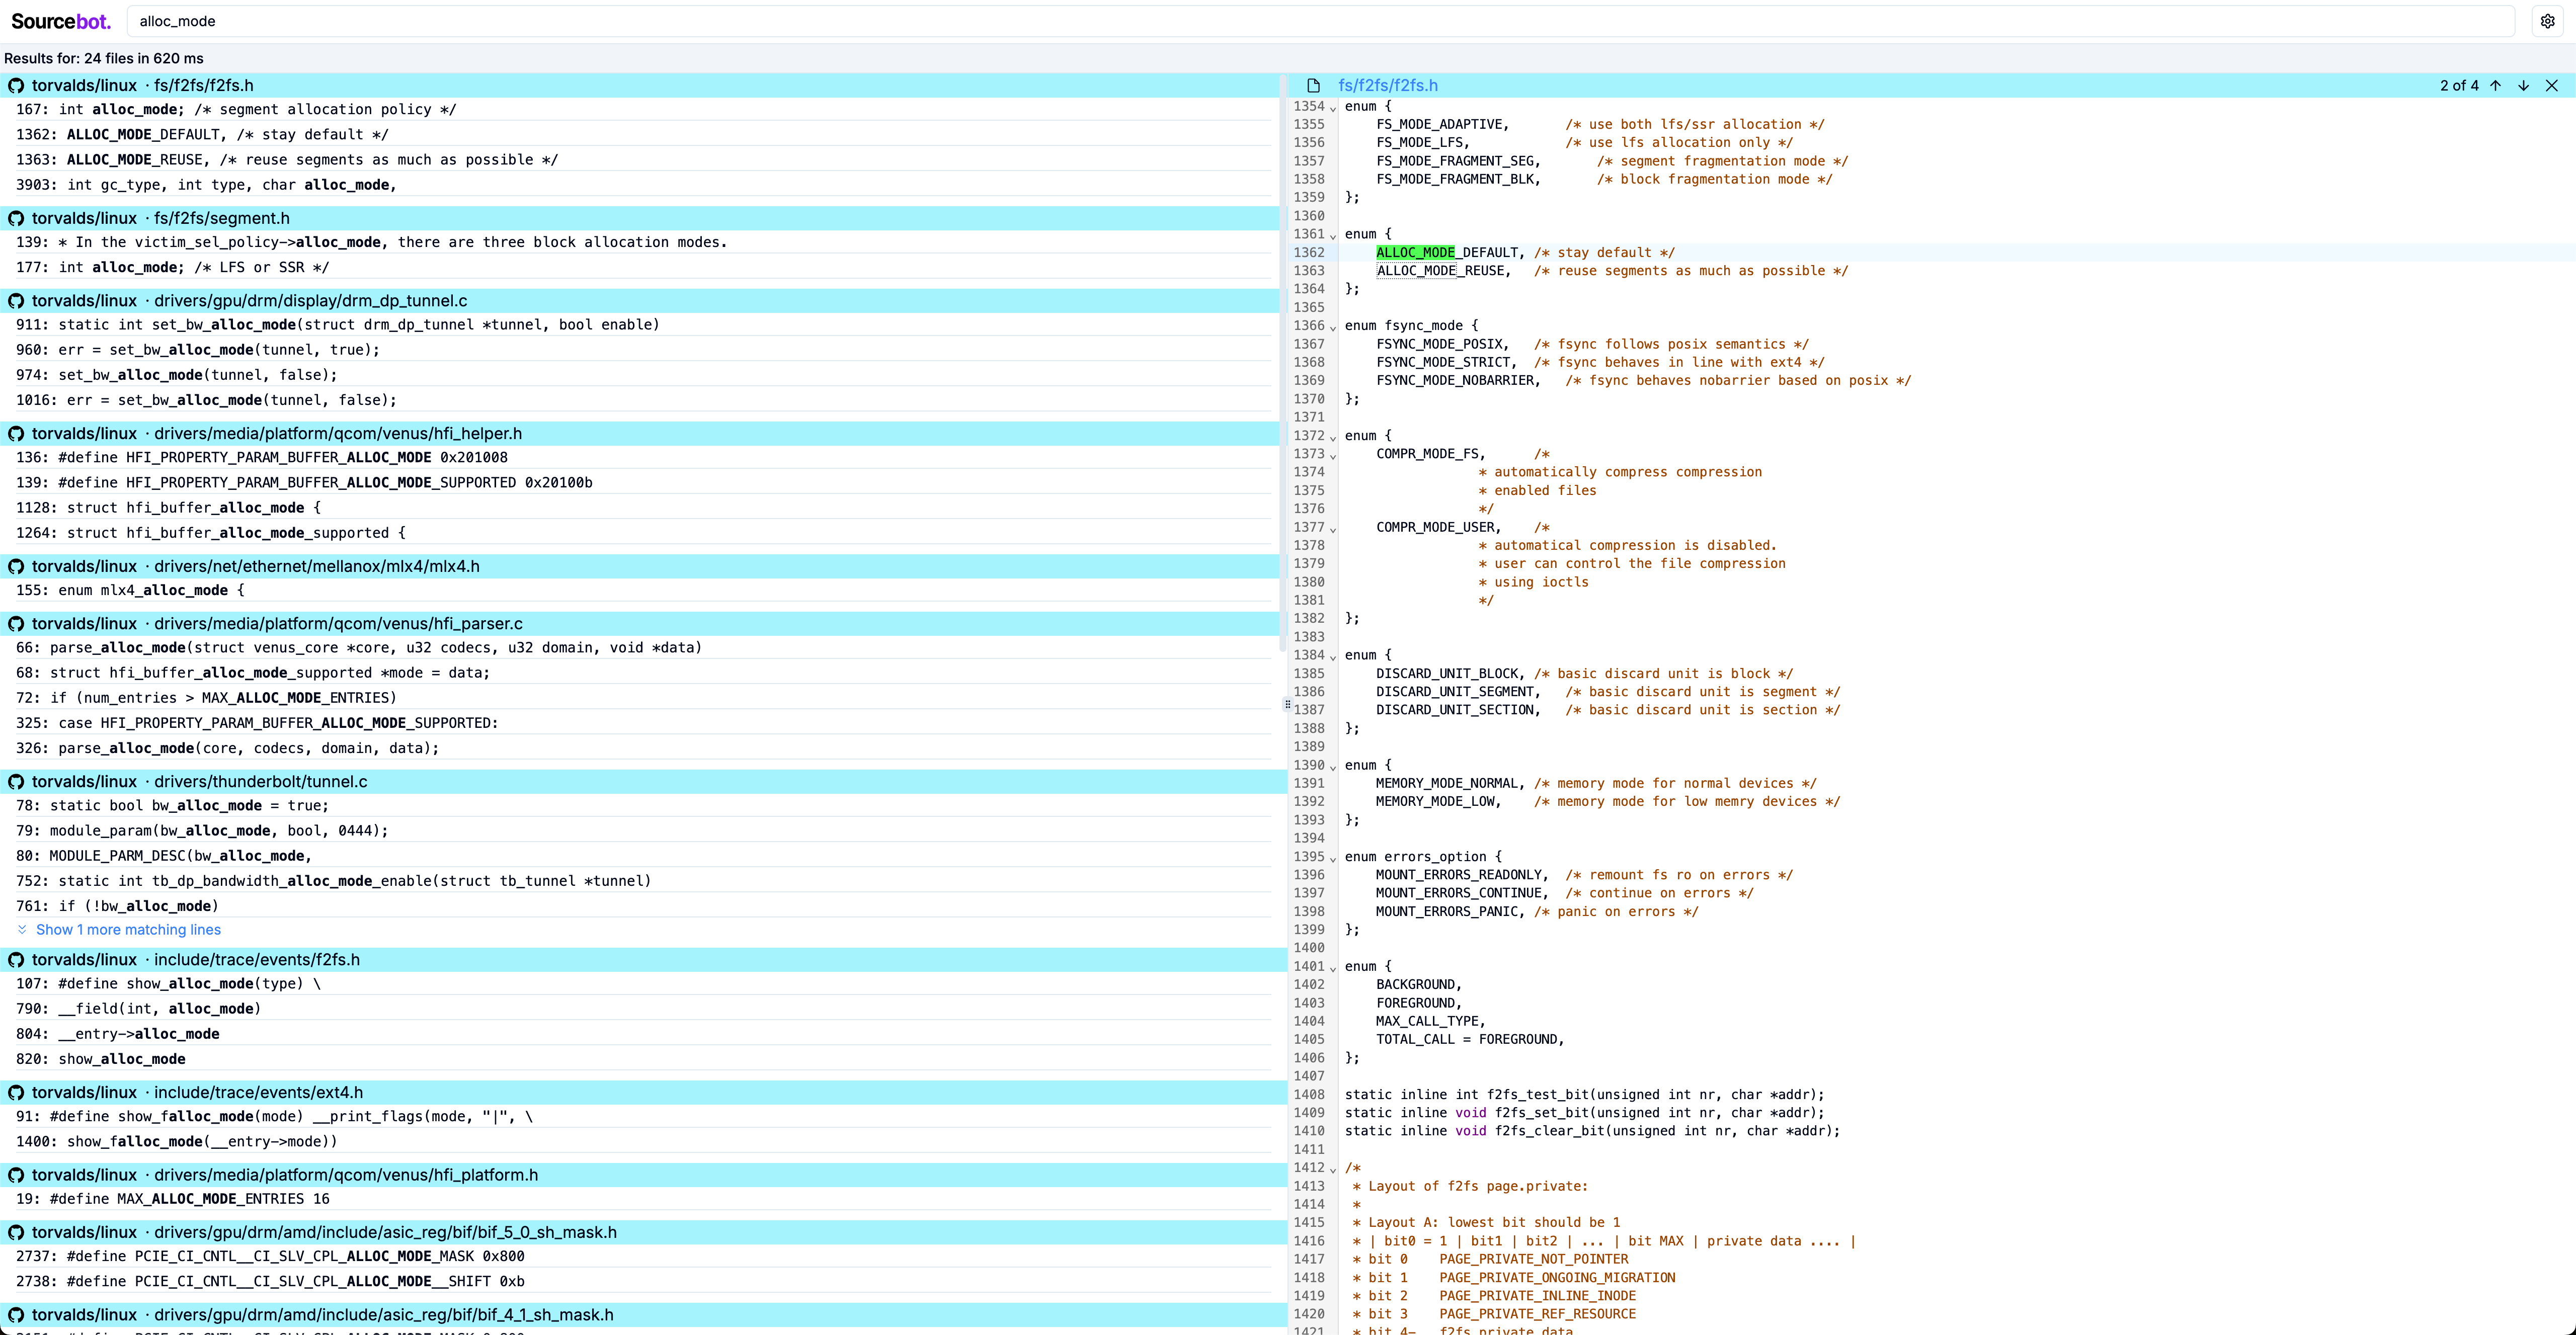 Sourcebot.
alloc_mode
Results for: 24 files in 620 ms
torvalds/linux · fs/f2fs/f2fs.h
167: int alloc_mode; /* segment allocation policy */
1362: ALLOC_MODE_DEFAULT, /* stay default */
1363: ALLOC_MODE_REUSE, /* reuse segments as much as possible */
3903: int gc_type, int type, char alloc_mode,
torvalds/linux · fs/f2fs/segment.h
139: * In the victim_sel_policy->alloc_mode, there are three block allocation modes.
177: int alloc_mode; /* LFS or SSR */
torvalds/linux · drivers/gpu/drm/display/drm_dp_tunnel.c
911: static int set_bw_alloc_mode(struct drm_dp_tunnel *tunnel, bool enable)
960: err = set_bw_alloc_mode(tunnel, true);
974: set_bw_alloc_mode(tunnel, false);
1016: err = set_bw_alloc_mode(tunnel, false);
torvalds/linux · drivers/media/platform/qcom/venus/hfi_helper.h
136: #define HFI_PROPERTY_PARAM_BUFFER_ALLOC_MODE 0x201008
139: #define HFI_PROPERTY_PARAM_BUFFER_ALLOC_MODE_SUPPORTED 0x20100b
1128: struct hfi_buffer_alloc_mode {
1264: struct hfi_buffer_alloc_mode_supported {
torvalds/linux · drivers/net/ethernet/mellanox/mlx4/mlx4.h
155: enum mlx4_alloc_mode {
torvalds/linux · drivers/media/platform/qcom/venus/hfi_parser.c
66: parse_alloc_mode(struct venus_core *core, u32 codecs, u32 domain, void *data)
68: struct hfi_buffer_alloc_mode_supported *mode = data;
72: if (num_entries > MAX_ALLOC_MODE_ENTRIES)
325: case HFI_PROPERTY_PARAM_BUFFER_ALLOC_MODE_SUPPORTED:
326: parse_alloc_mode(core, codecs, domain, data);
torvalds/linux · drivers/thunderbolt/tunnel.c
78: static bool bw_alloc_mode = true;
79: module_param(bw_alloc_mode, bool, 0444);
80: MODULE_PARM_DESC(bw_alloc_mode,
752: static int tb_dp_bandwidth_alloc_mode_enable(struct tb_tunnel *tunnel)
761: if (!bw_alloc_mode)
Show 1 more matching lines
torvalds/linux · include/trace/events/f2fs.h
107: #define show_alloc_mode(type) \
790: __field(int, alloc_mode)
804: __entry->alloc_mode
820: show_alloc_mode
torvalds/linux · include/trace/events/ext4.h
91: #define show_falloc_mode(mode) __print_flags(mode, "|", \
1400: show_falloc_mode(__entry->mode))
torvalds/linux · drivers/media/platform/qcom/venus/hfi_platform.h
19: #define MAX_ALLOC_MODE_ENTRIES 16
torvalds/linux · drivers/gpu/drm/amd/include/asic_reg/bif/bif_5_0_sh_mask.h
2737: #define PCIE_CI_CNTL__CI_SLV_CPL_ALLOC_MODE_MASK 0x800
2738: #define PCIE_CI_CNTL__CI_SLV_CPL_ALLOC_MODE__SHIFT 0xb
torvalds/linux · drivers/gpu/drm/amd/include/asic_reg/bif/bif_4_1_sh_mask.h
fs/f2fs/f2fs.h
2 of 4
1354 enum {
1355 FS_MODE_ADAPTIVE, /* use both lfs/ssr allocation */
1356 FS_MODE_LFS, /* use lfs allocation only */
1357 FS_MODE_FRAGMENT_SEG, /* segment fragmentation mode */
1358 FS_MODE_FRAGMENT_BLK, /* block fragmentation mode */
1359 };
1360
1361 enum {
1362 ALLOC_MODE_DEFAULT, /* stay default */
1363 ALLOC_MODE_REUSE, /* reuse segments as much as possible */
1364 };
1365
1366 enum fsync_mode {
1367 FSYNC_MODE_POSIX, /* fsync follows posix semantics */
1368 FSYNC_MODE_STRICT, /* fsync behaves in line with ext4 */
1369 FSYNC_MODE_NOBARRIER, /* fsync behaves nobarrier based on posix */
1370 };
1371
1372 enum {
1373 COMPR_MODE_FS, /*
1374 * automatically compress compression
1375 * enabled files
1376 */
1377 COMPR_MODE_USER, /*
1378 * automatical compression is disabled.
1379 * user can control the file compression
1380 * using ioctls
1381 */
1382 };
1383
1384 enum {
1385 DISCARD_UNIT_BLOCK, /* basic discard unit is block */
1386 DISCARD_UNIT_SEGMENT, /* basic discard unit is segment */
1387 DISCARD_UNIT_SECTION, /* basic discard unit is section */
1388 };
1389
1390 enum {
1391 MEMORY_MODE_NORMAL, /* memory mode for normal devices */
1392 MEMORY_MODE_LOW, /* memory mode for low memry devices */
1393 };
1394
1395 enum errors_option {
1396 MOUNT_ERRORS_READONLY, /* remount fs ro on errors */
1397 MOUNT_ERRORS_CONTINUE, /* continue on errors */
1398 MOUNT_ERRORS_PANIC, /* panic on errors */
1399 };
1400
1401 enum {
1402 BACKGROUND,
1403 FOREGROUND,
1404 MAX_CALL_TYPE,
1405 TOTAL_CALL = FOREGROUND,
1406 };
1407
1408 static inline int f2fs_test_bit(unsigned int nr, char *addr);
1409 static inline void f2fs_set_bit(unsigned int nr, char *addr);
1410 static inline void f2fs_clear_bit(unsigned int nr, char *addr);
1411
1412 /*
1413 * Layout of f2fs page.private:
1414 *
1415 * Layout A: lowest bit should be 1
1416 * | bit0 = 1 | bit1 | bit2 | ... | bit MAX | private data .... |
1417 * bit 0 PAGE_PRIVATE_NOT_POINTER
1418 * bit 1 PAGE_PRIVATE_ONGOING_MIGRATION
1419 * bit 2 PAGE_PRIVATE_INLINE_INODE
1420 * bit 3 PAGE_PRIVATE_REF_RESOURCE
1421 * bit 4- f2fs private data